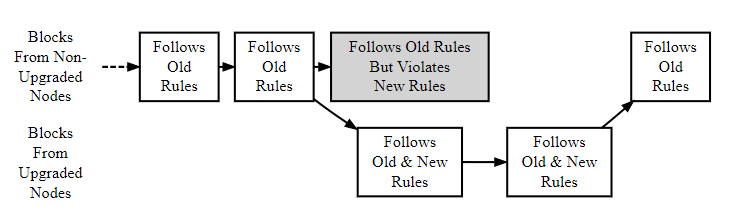 Blocks
From Non-
Upgraded
Nodes
Follows
Old
Rules
Follows
Old
Rules
Follows Old Rules
But Violates
New Rules
Follows
Old
Rules
Blocks
From
Upgraded
Nodes
Follows
Old & New
Rules
Follows
Old & New
Rules